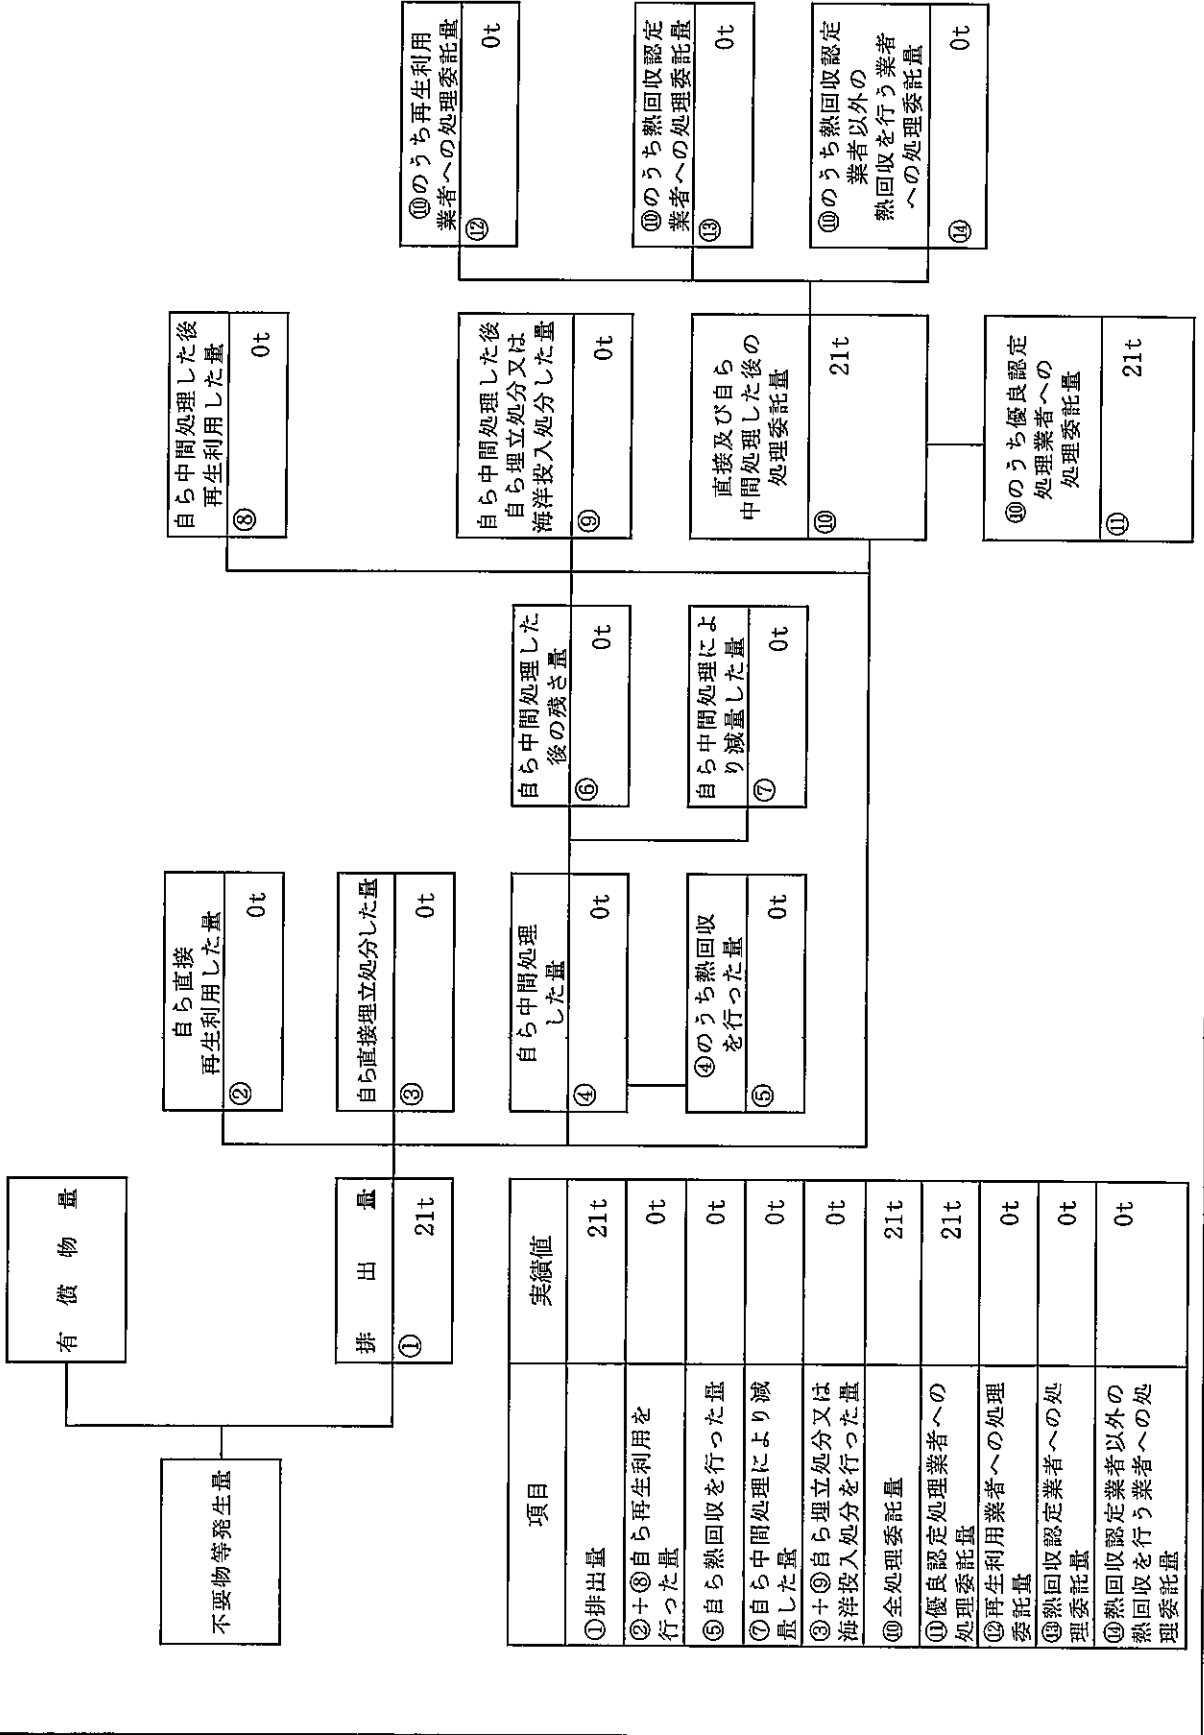 不要物等発生量
有償物量
排出量
① 21t
自ら直接
再生利用した量
② 0t
自ら直接埋立処分した量
③ 0t
自ら中間処理
した量
④ 0t
④のうち熱回収
を行った量
⑤ 0t
自ら中間処理した
後の残さ量
⑥ 0t
自ら中間処理によ
り減量した量
⑦ 0t
自ら中間処理した後
再生利用した量
⑧ 0t
自ら中間処理した後
自ら埋立処分又は
海洋投入処分した量
⑨ 0t
直接及び自ら
中間処理した後の
処理委託量
⑩ 21t
⑩のうち優良認定
処理業者への
処理委託量
⑪ 21t
⑩のうち再生利用
業者への処理委託量
⑫ 0t
⑩のうち熱回収認定
業者への処理委託量
⑬ 0t
⑩のうち熱回収認定
業者以外の
熱回収を行う業者
への処理委託量
⑭ 0t
項目 実績値
①排出量 21t
②+⑧自ら再生利用を
行った量 0t
⑤自ら熱回収を行った量 0t
⑦自ら中間処理により減
量した量 0t
③+⑨自ら埋立処分又は
海洋投入処分を行った量 0t
⑩全処理委託量 21t
⑪優良認定処理業者への
処理委託量 21t
⑫再生利用業者への処理
委託量 0t
⑬熱回収認定業者への処
理委託量 0t
⑭熱回収認定業者以外の
熱回収を行う業者への処
理委託量 0t